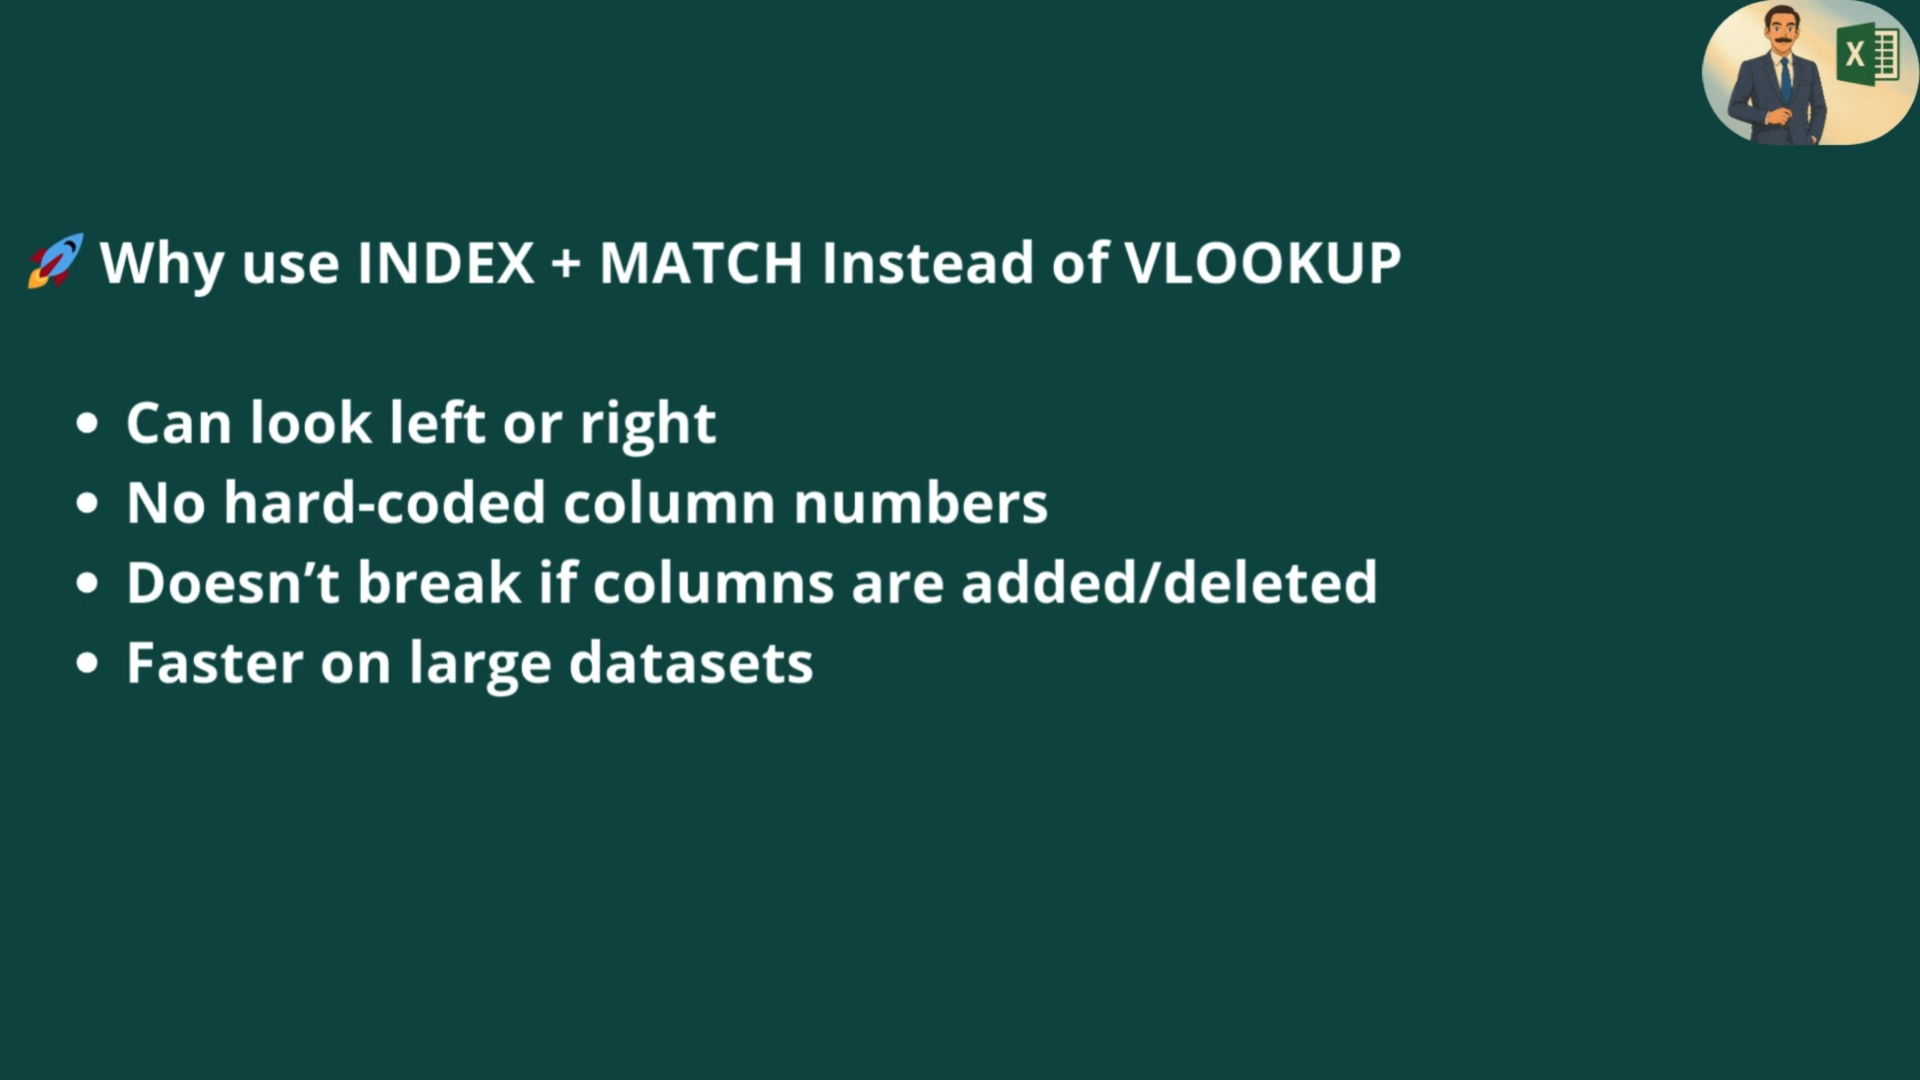 X
🚀 Why use INDEX + MATCH Instead of VLOOKUP
• Can look left or right
• No hard-coded column numbers
• Doesn’t break if columns are added/deleted
• Faster on large datasets